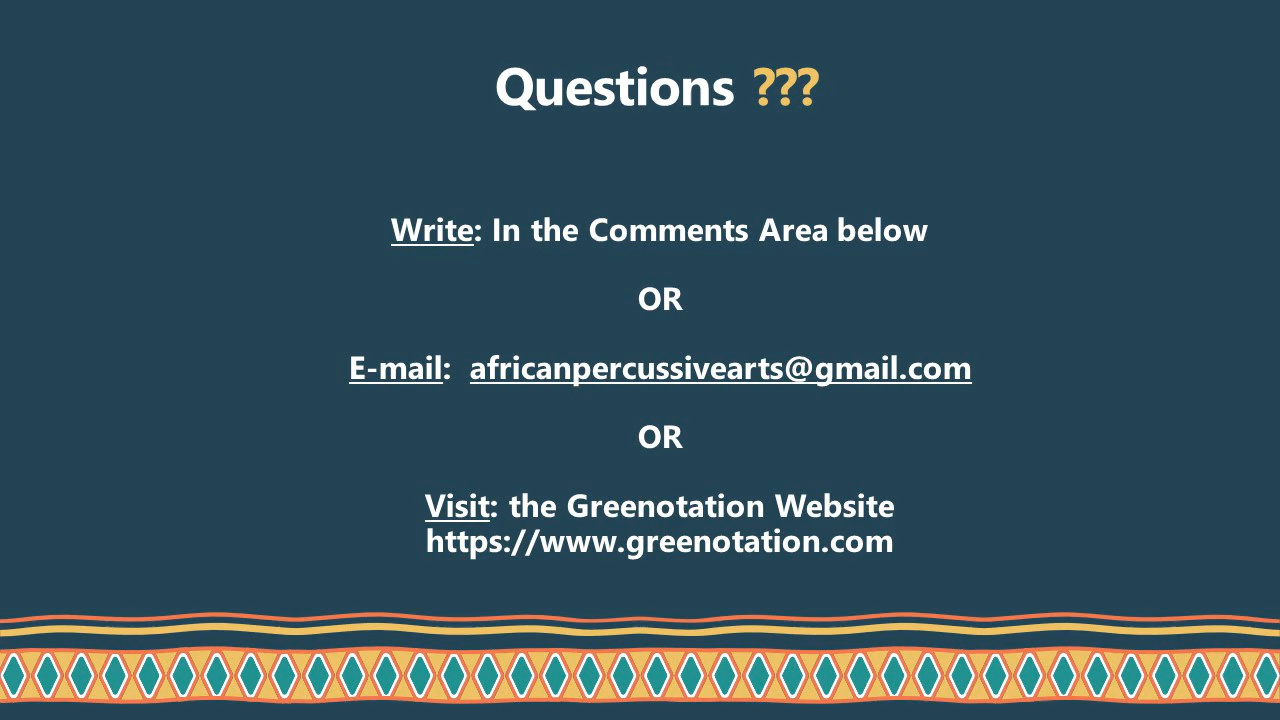 Questions ???
Write: In the Comments Area below
OR
E-mail: africanpercussivearts@gmail.com
OR
Visit: the Greenotation Website
https://www.greenotation.com